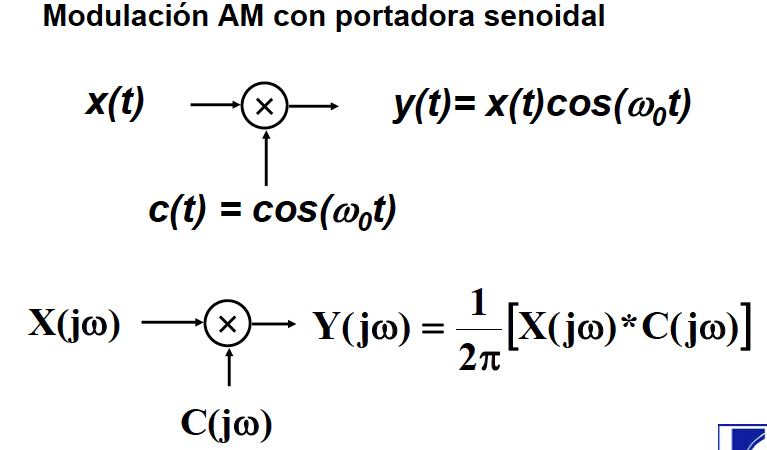 Modulación AM con portadora senoidal
x(t) × y(t)= x(t)cos(ω₀t)
c(t) = cos(ω₀t)
X(jω) × Y(jω) = 1/2π [X(jω)*C(jω)]
C(jω)